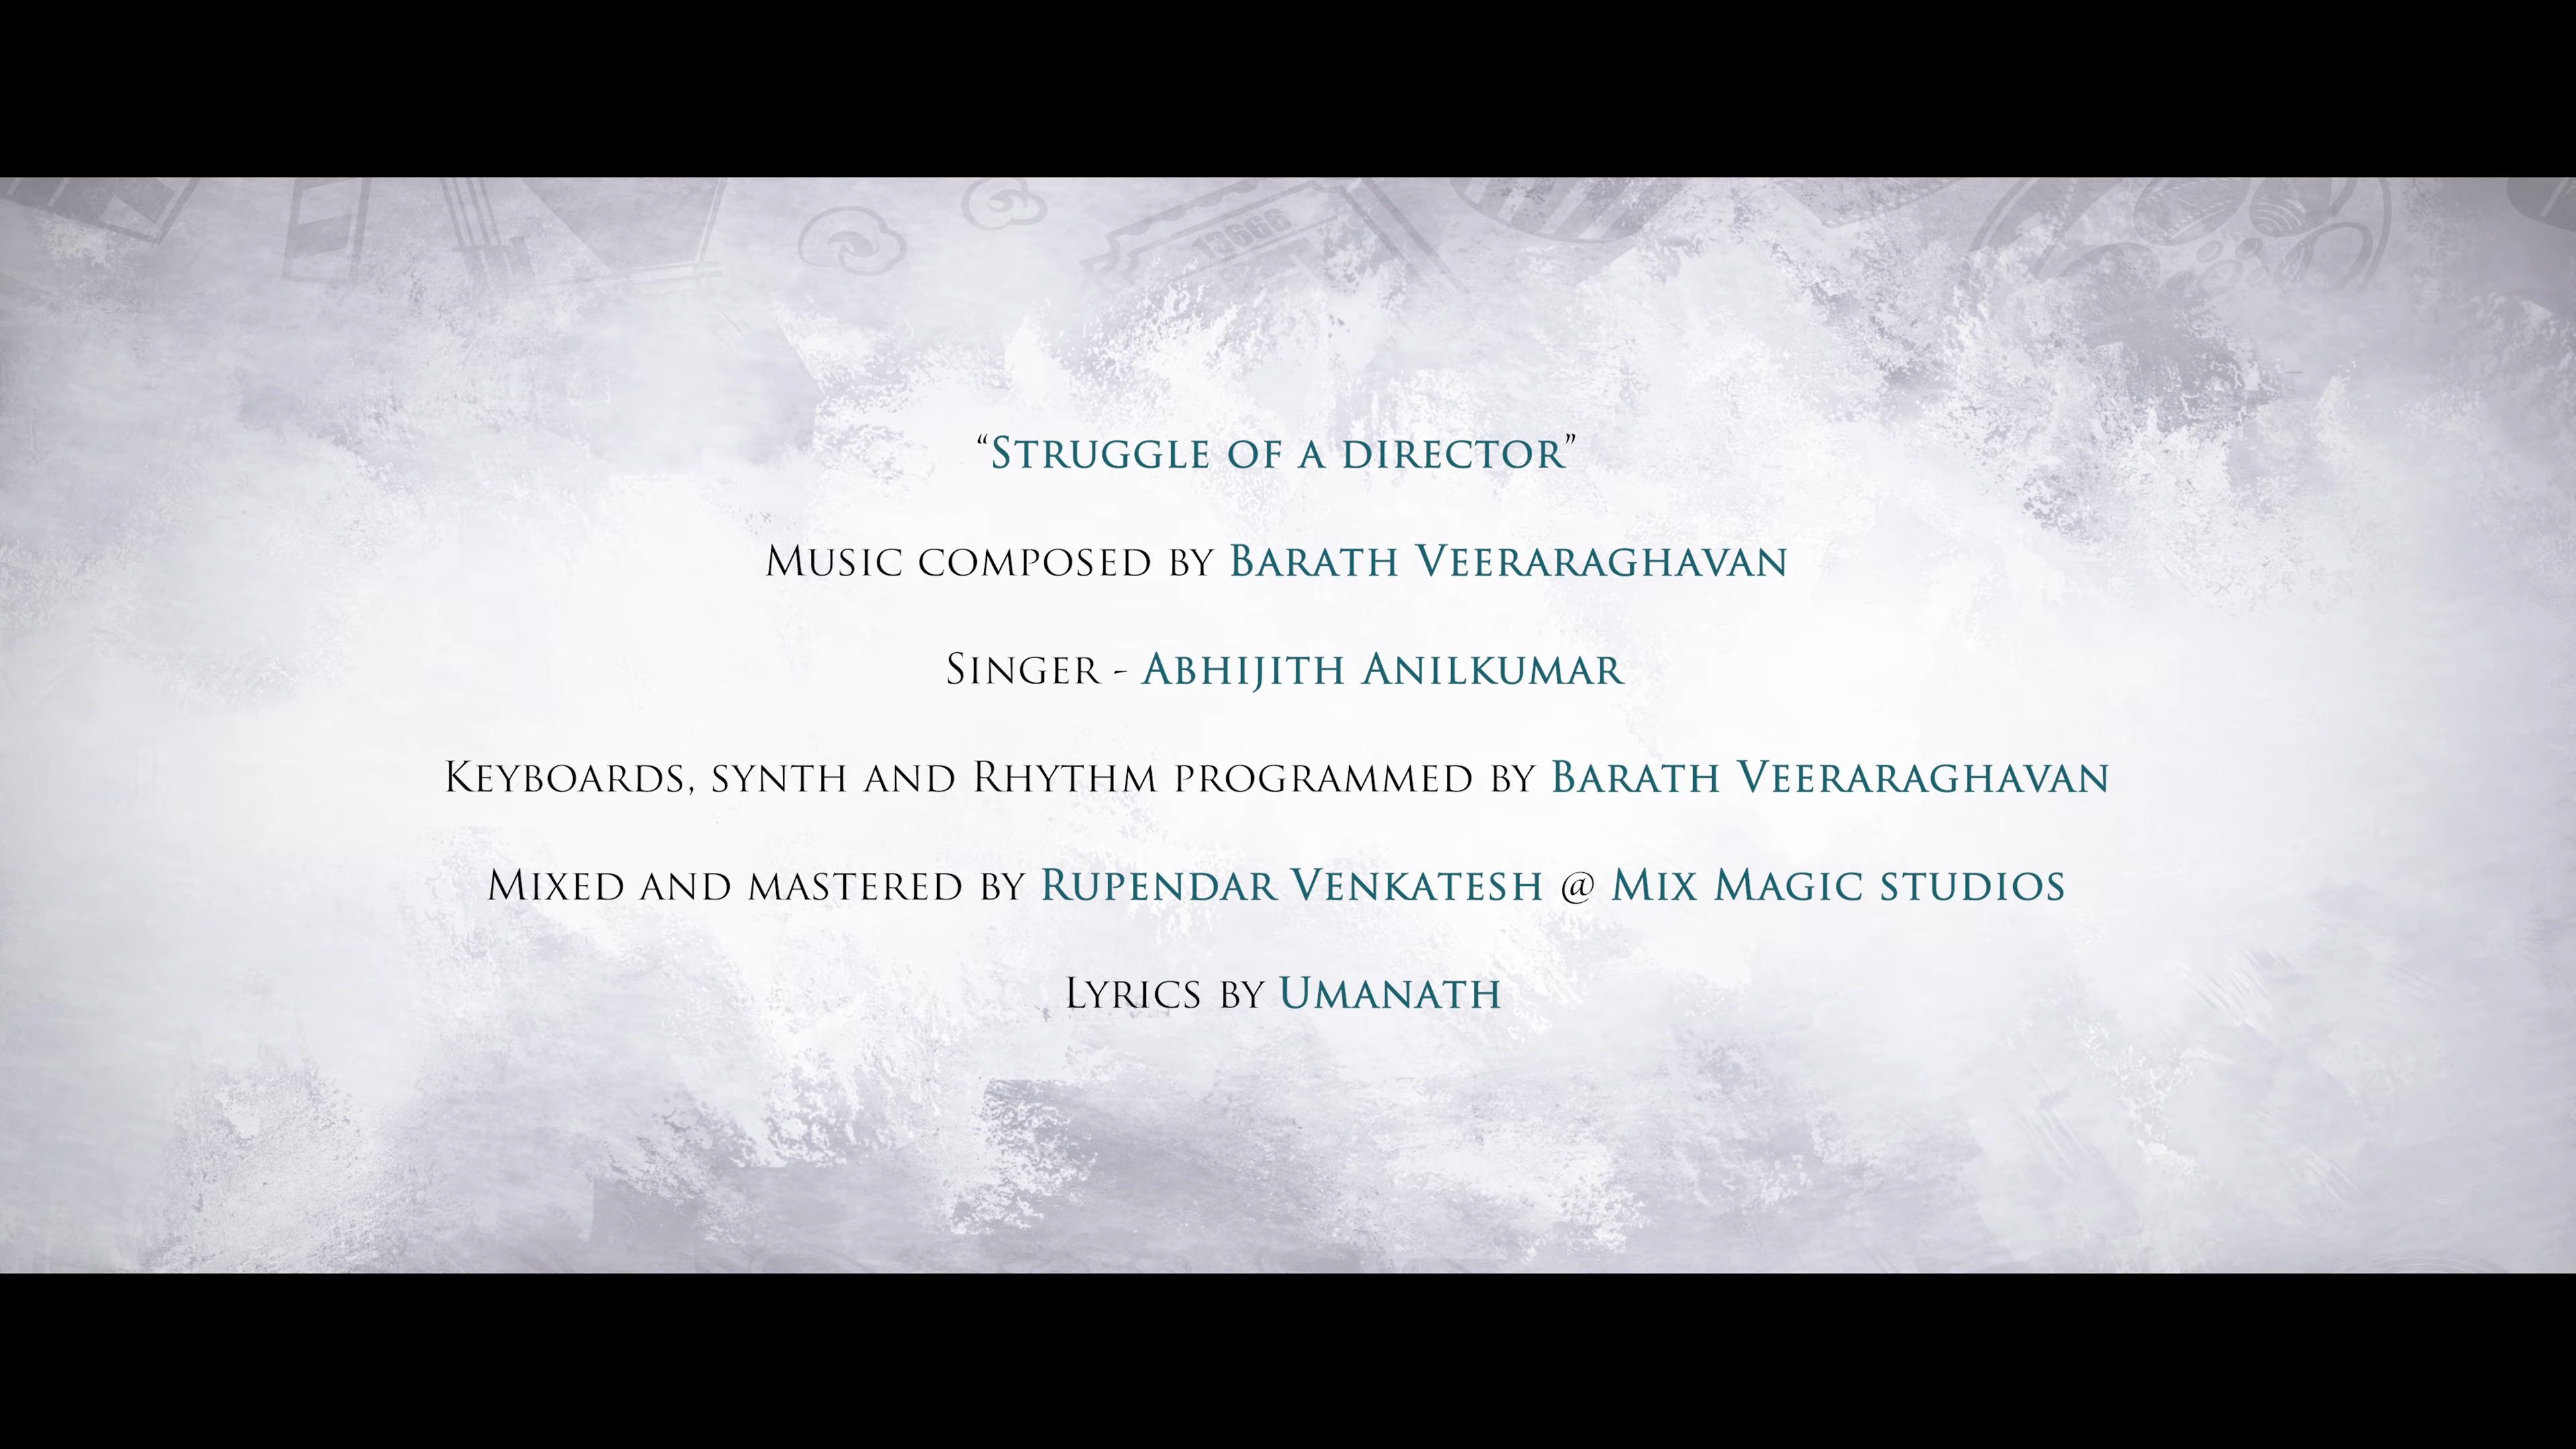 13666
“Struggle of a director”
Music composed by Barath Veeraraghavan
Singer - Abhijith Anilkumar
Keyboards, synth and Rhythm programmed by Barath Veeraraghavan
Mixed and mastered by Rupendar Venkatesh @ Mix Magic studios
Lyrics by Umanath